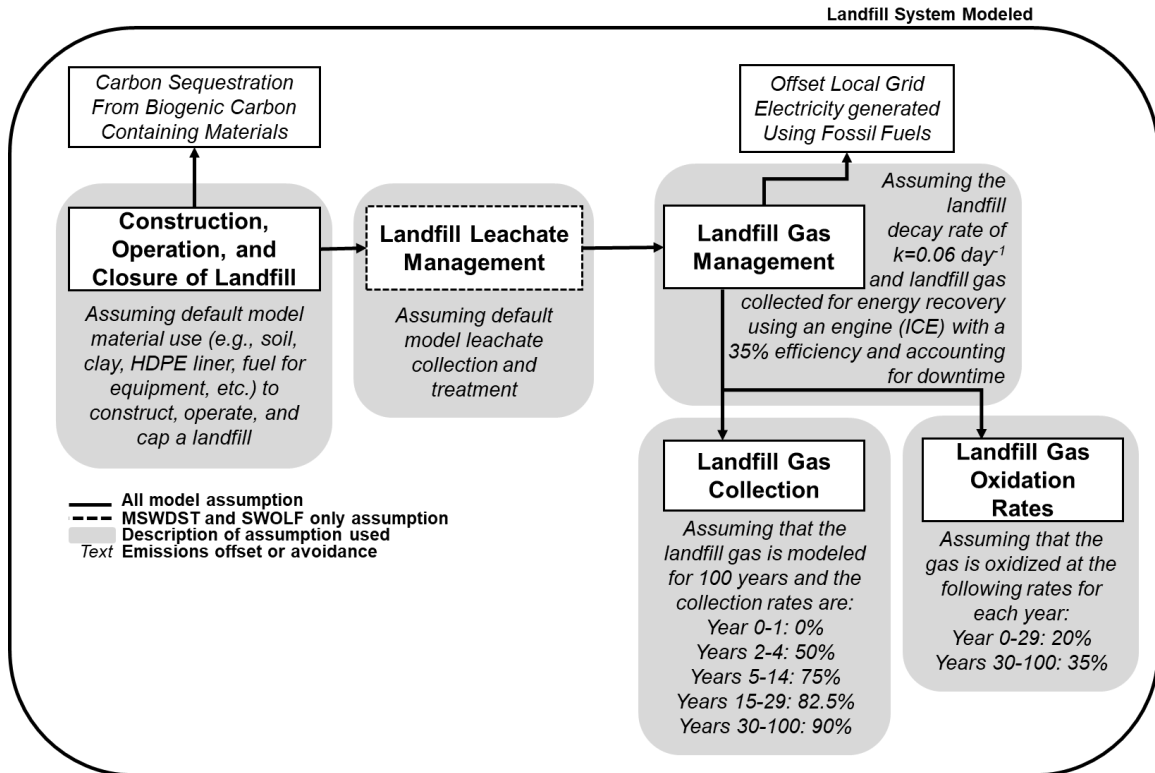 Landfill System Modeled
Carbon Sequestration
From Biogenic Carbon
Containing Materials
Offset Local Grid
Electricity generated
Using Fossil Fuels
Construction,
Operation, and
Closure of Landfill
Assuming default model
material use (e.g., soil,
clay, HDPE liner, fuel for
equipment, etc.) to
construct, operate, and
cap a landfill
Landfill Leachate
Management
Assuming default
model leachate
collection and
treatment
Landfill Gas
Management
Assuming the
landfill
decay rate of
k=0.06 day⁻¹
and landfill gas
collected for energy recovery
using an engine (ICE) with a
35% efficiency and accounting
for downtime
Landfill Gas
Collection
Assuming that the
landfill gas is modeled
for 100 years and the
collection rates are:
Year 0-1: 0%
Years 2-4: 50%
Years 5-14: 75%
Years 15-29: 82.5%
Years 30-100: 90%
Landfill Gas
Oxidation
Rates
Assuming that the
gas is oxidized at the
following rates for
each year:
Year 0-29: 20%
Years 30-100: 35%
All model assumption
MSWDST and SWOLF only assumption
Description of assumption used
Text Emissions offset or avoidance